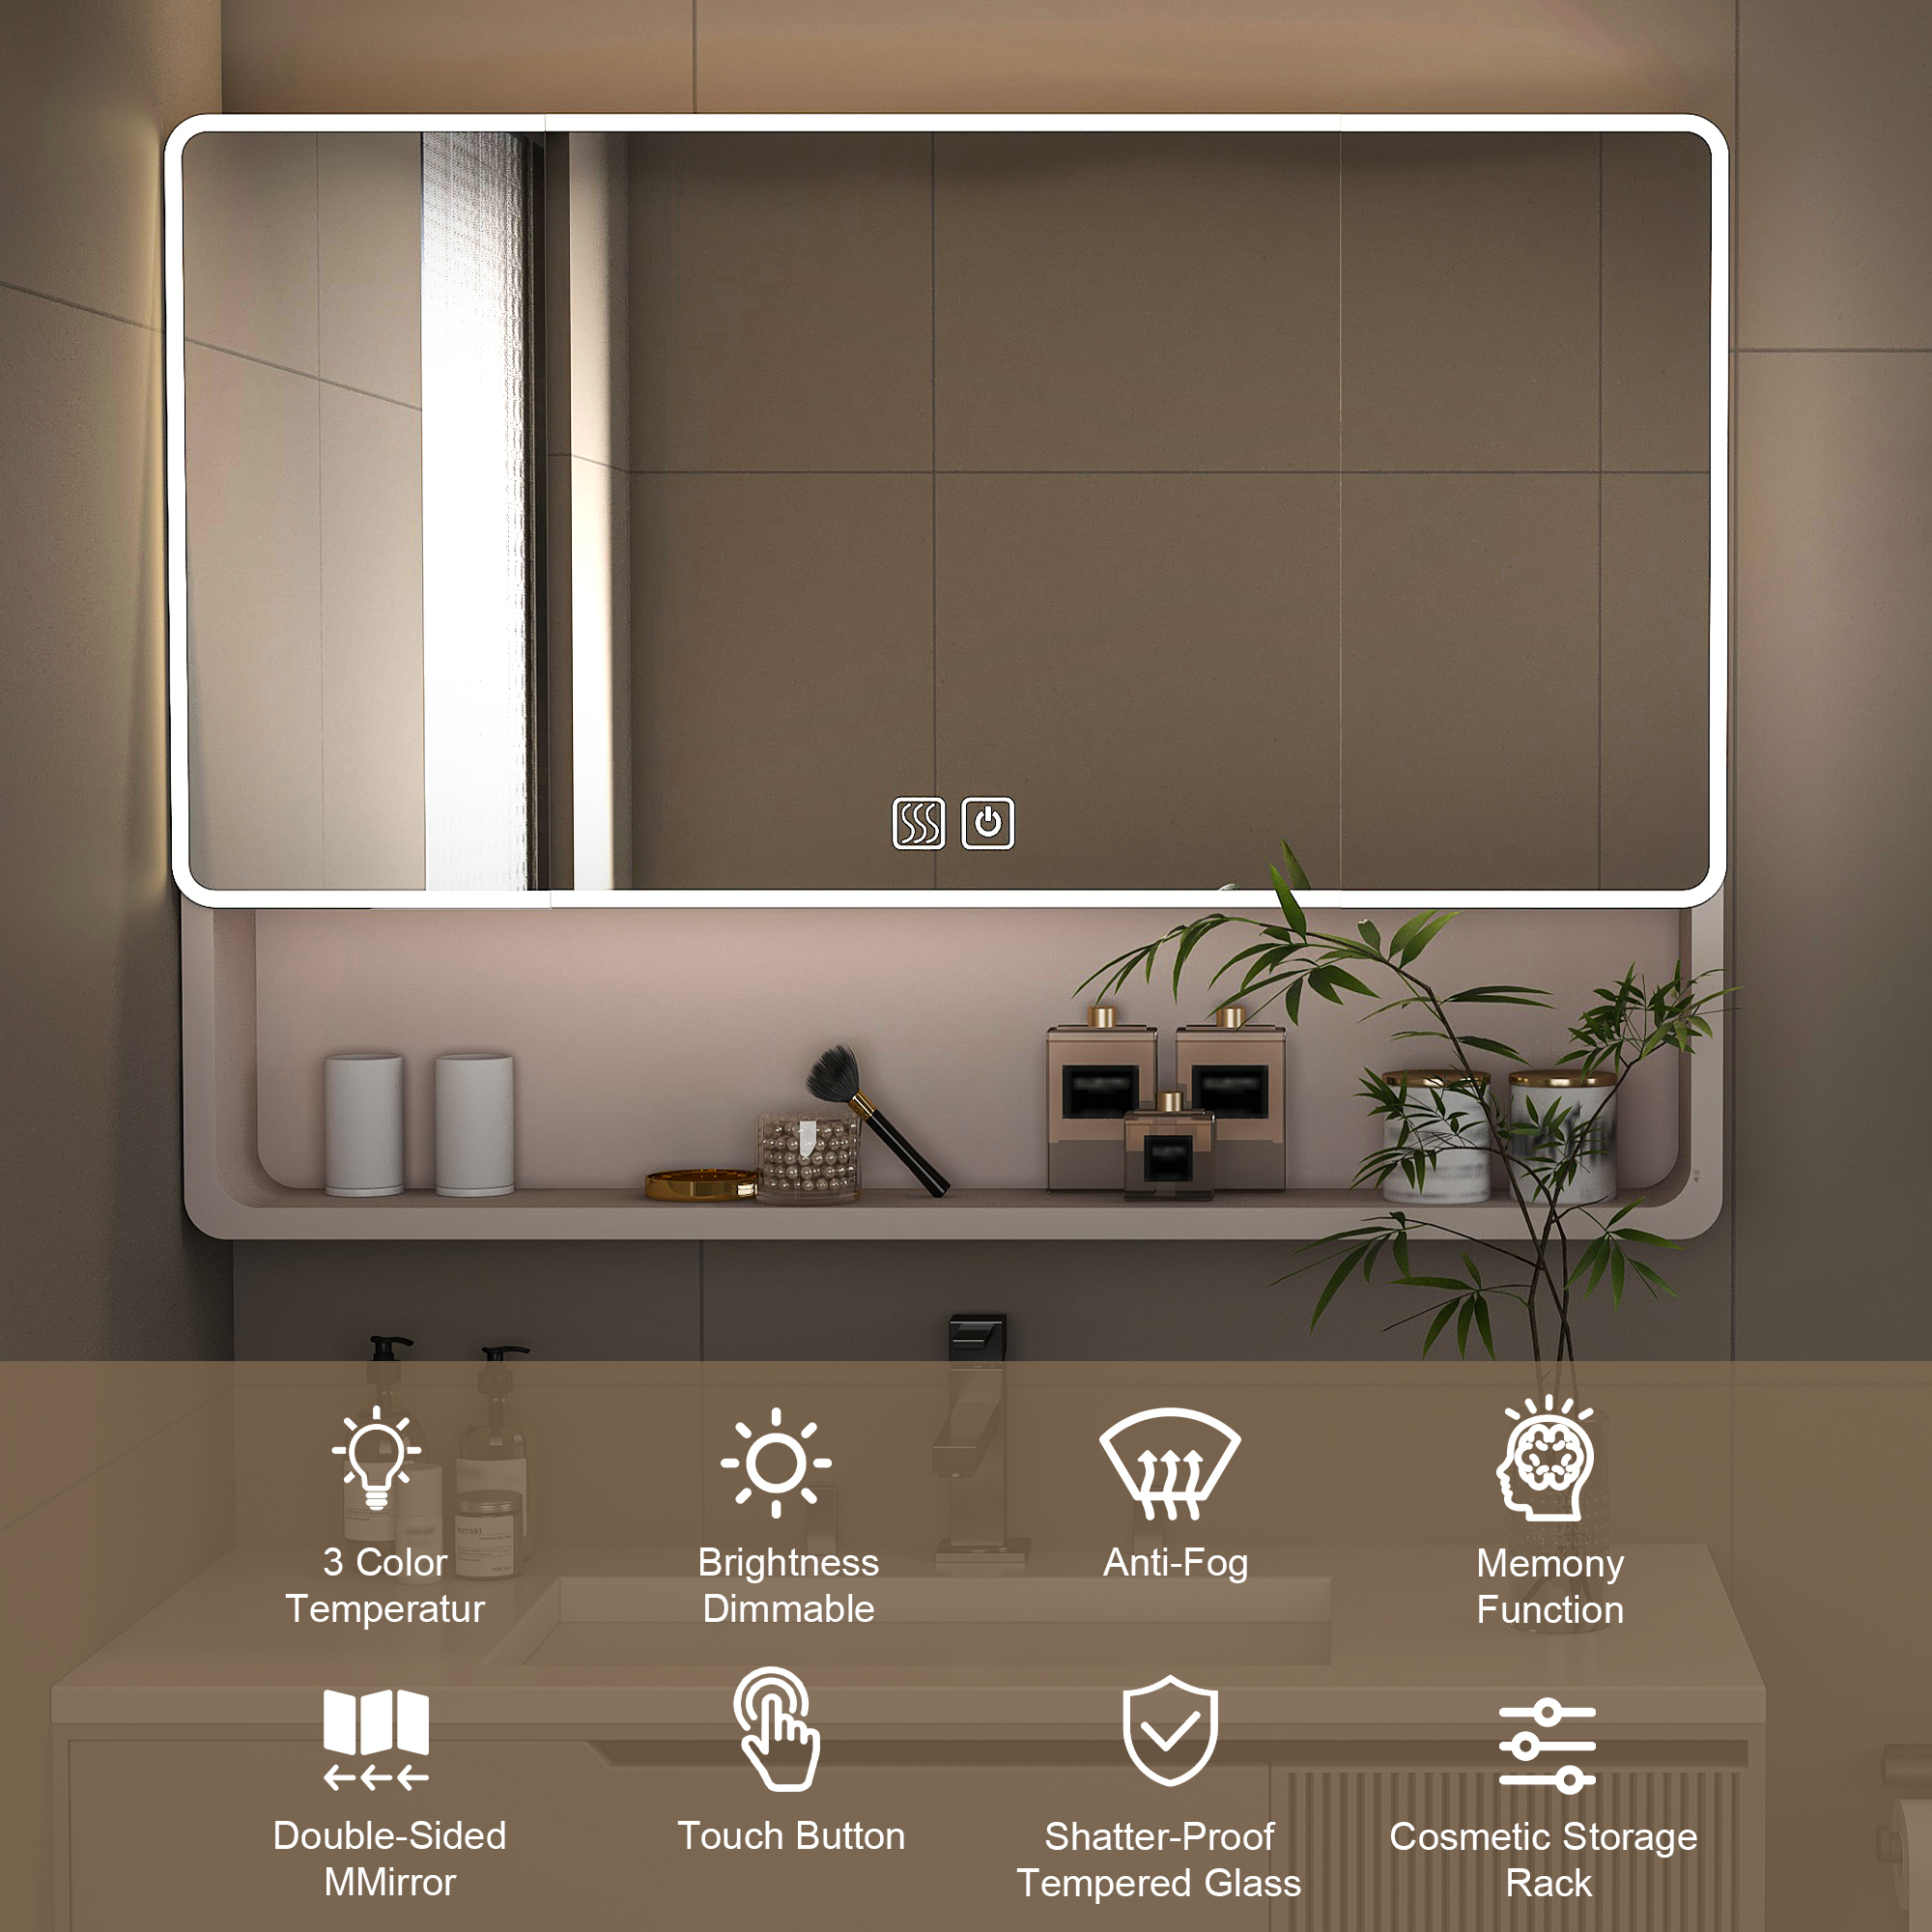 3 Color
Temperatur
Brightness
Dimmable
Anti-Fog
Memony
Function
Double-Sided
MMirror
Touch Button
Shatter-Proof
Tempered Glass
Cosmetic Storage
Rack